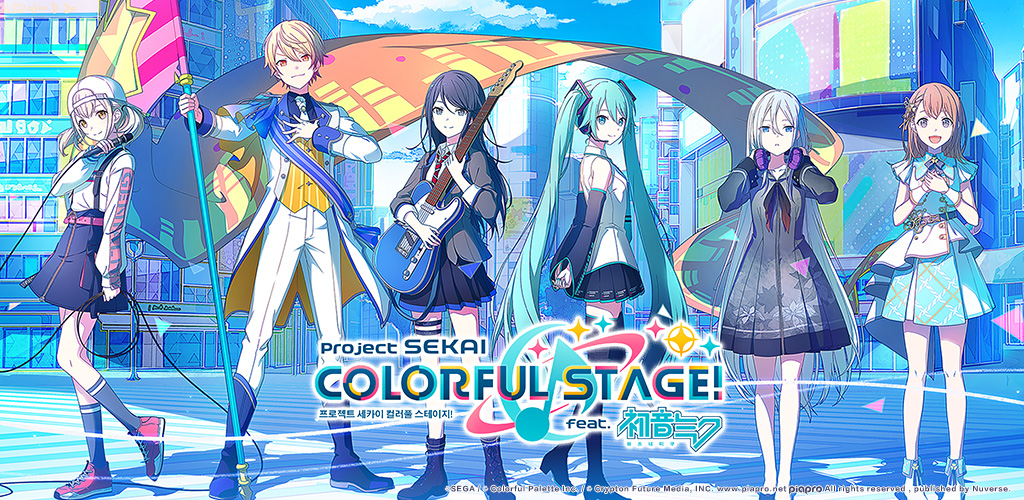 Project SEKAI
COLORFUL STAGE!
프로젝트 세카이 컬러풀 스테이지!
feat. 初音ミク
© SEGA / © Colorful Palette Inc. / © Crypton Future Media, INC. www.piapro.net piapro All rights reserved , published by Nuverse.